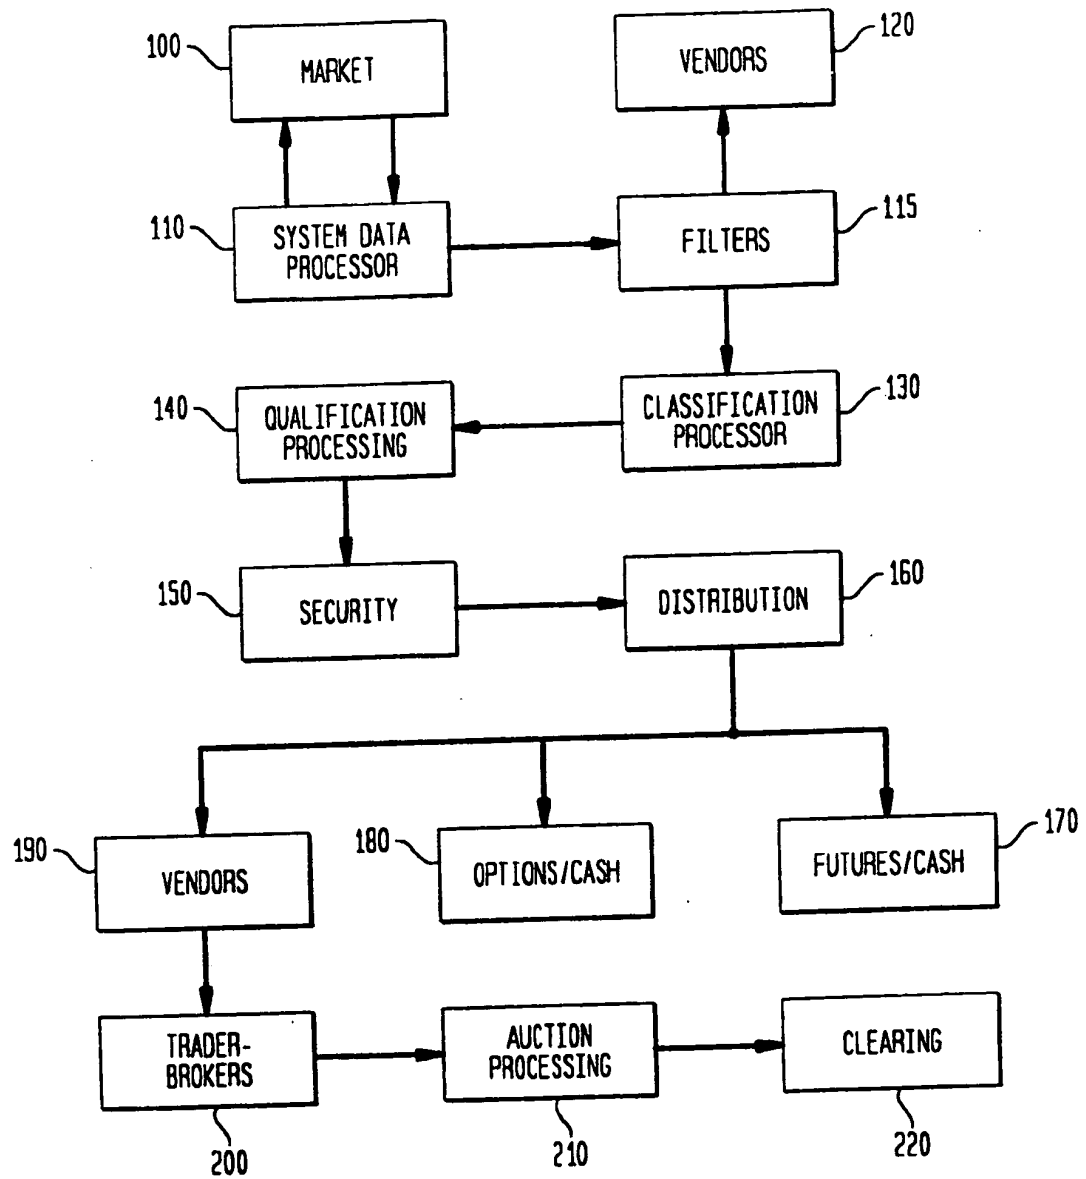 100
MARKET
VENDORS
120
110
SYSTEM DATA
PROCESSOR
FILTERS
115
140
QUALIFICATION
PROCESSING
CLASSIFICATION
PROCESSOR
130
150
SECURITY
DISTRIBUTION
160
190
VENDORS
180
OPTIONS/CASH
FUTURES/CASH
170
TRADER-
BROKERS
AUCTION
PROCESSING
CLEARING
200
210
220